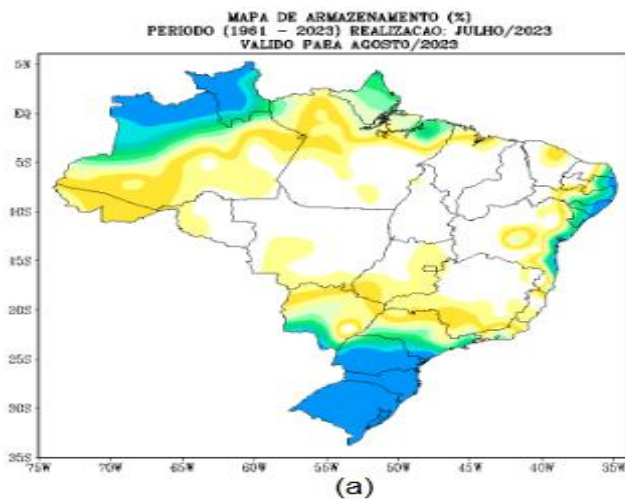 MAPA DE ARMAZENAMENTO (%)
PERIODO (1961 - 2023) REALIZACAO: JULHO/2023
VALIDO PARA AGOSTO/2023
5N
EQ
5S
10S
15S
20S
25S
30S
35S
75W 70W 65W 60W 55W 50W 45W 40W 35W
(a)